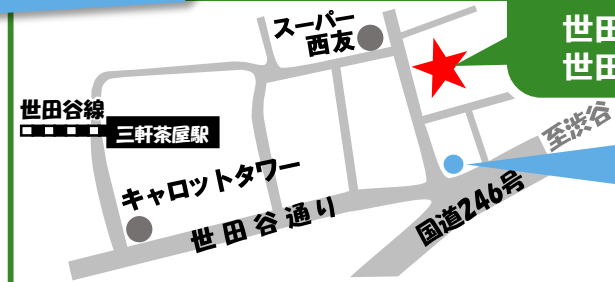 スーパー
西友
世田
世田
世田谷線
三軒茶屋駅
至渋谷
キャロットタワー
世田谷通り
国道246号